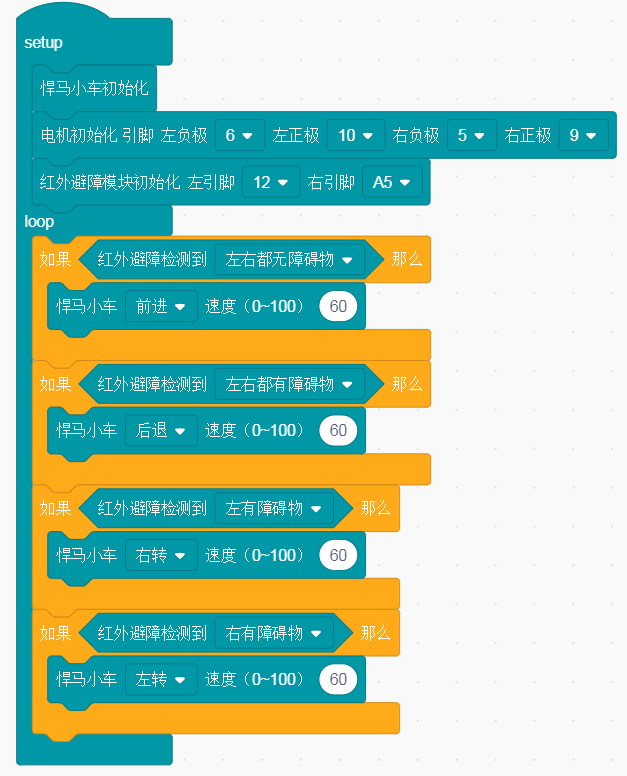 setup
悍马小车初始化
电机初始化 引脚 左负极 6 左正极 10 右负极 5 右正极 9
红外避障模块初始化 左引脚 12 右引脚 A5
loop
如果 红外避障检测到 左右都无障碍物 那么
悍马小车 前进 速度（0~100） 60
如果 红外避障检测到 左右都有障碍物 那么
悍马小车 后退 速度（0~100） 60
如果 红外避障检测到 左有障碍物 那么
悍马小车 右转 速度（0~100） 60
如果 红外避障检测到 右有障碍物 那么
悍马小车 左转 速度（0~100） 60